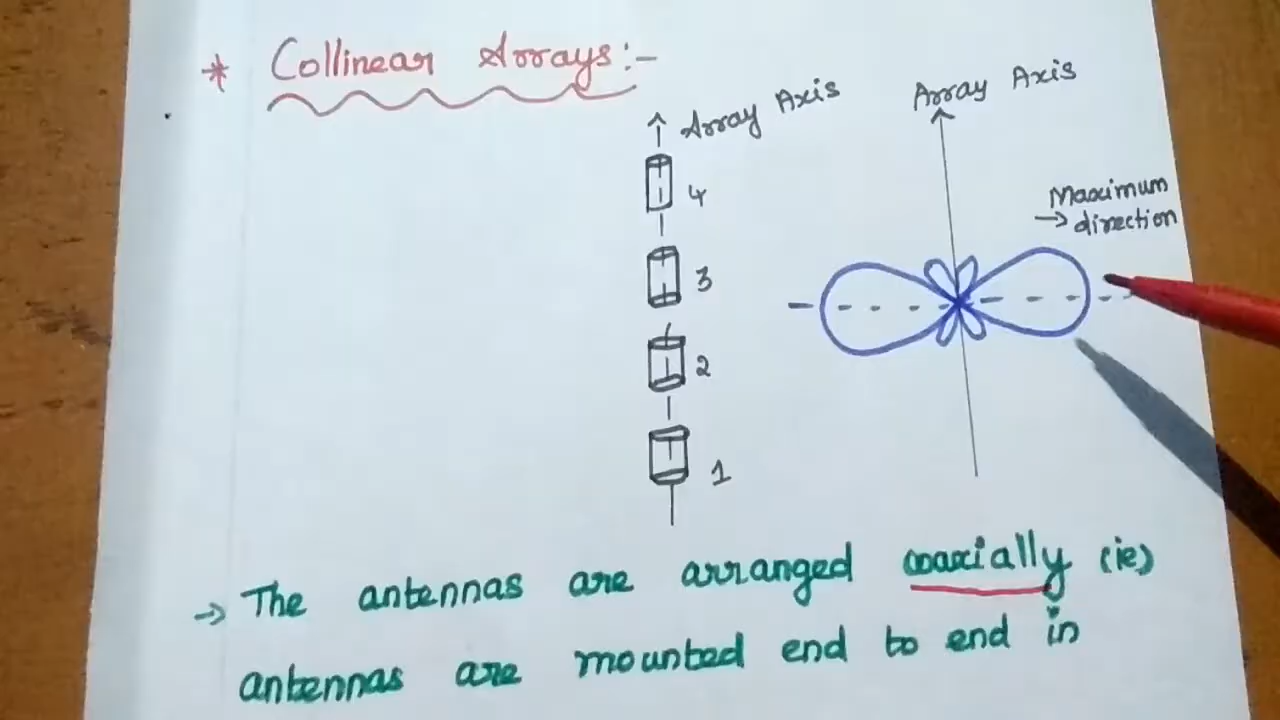 * Collinear Arrays:-
Array Axis
Array Axis
4
Maximum
→ direction
3
2
1
→ The antennas are arranged coaxially (ie)
antennas are mounted end to end in